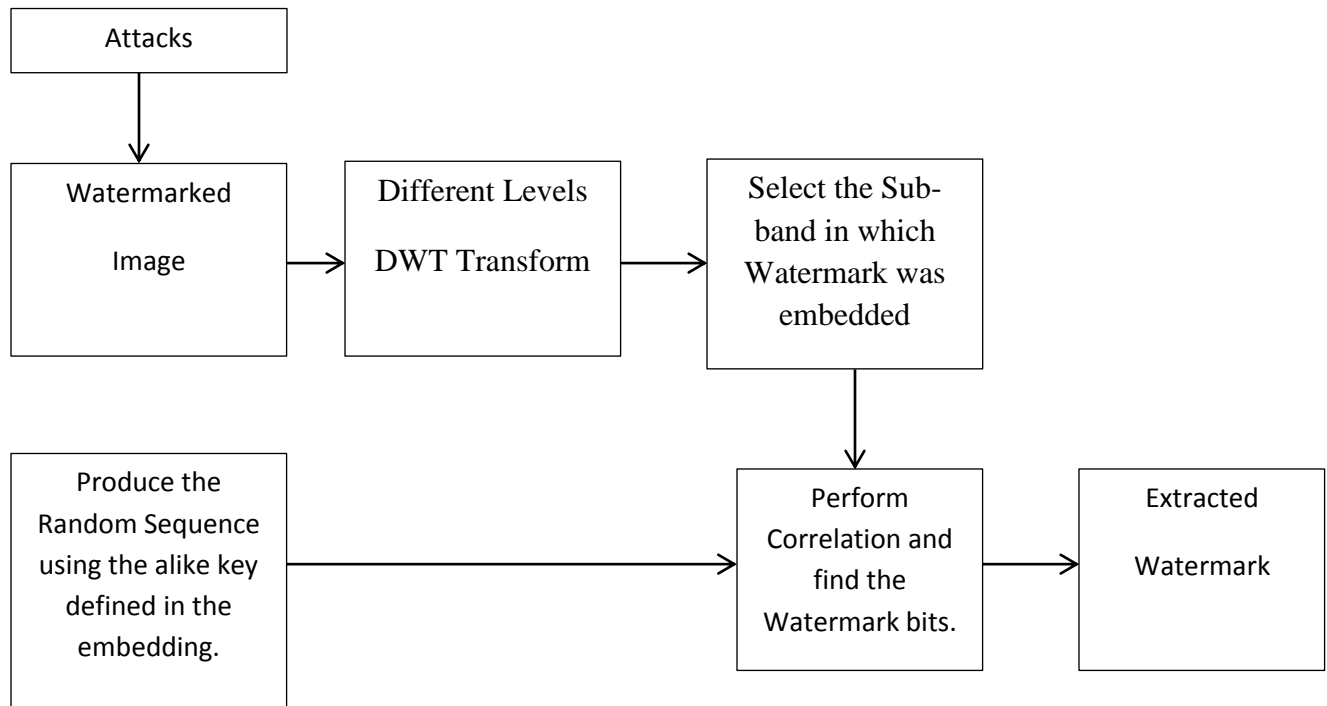 Attacks
Watermarked
Image
Different Levels
DWT Transform
Select the Sub-
band in which
Watermark was
embedded
Produce the
Random Sequence
using the alike key
defined in the
embedding.
Perform
Correlation and
find the
Watermark bits.
Extracted
Watermark